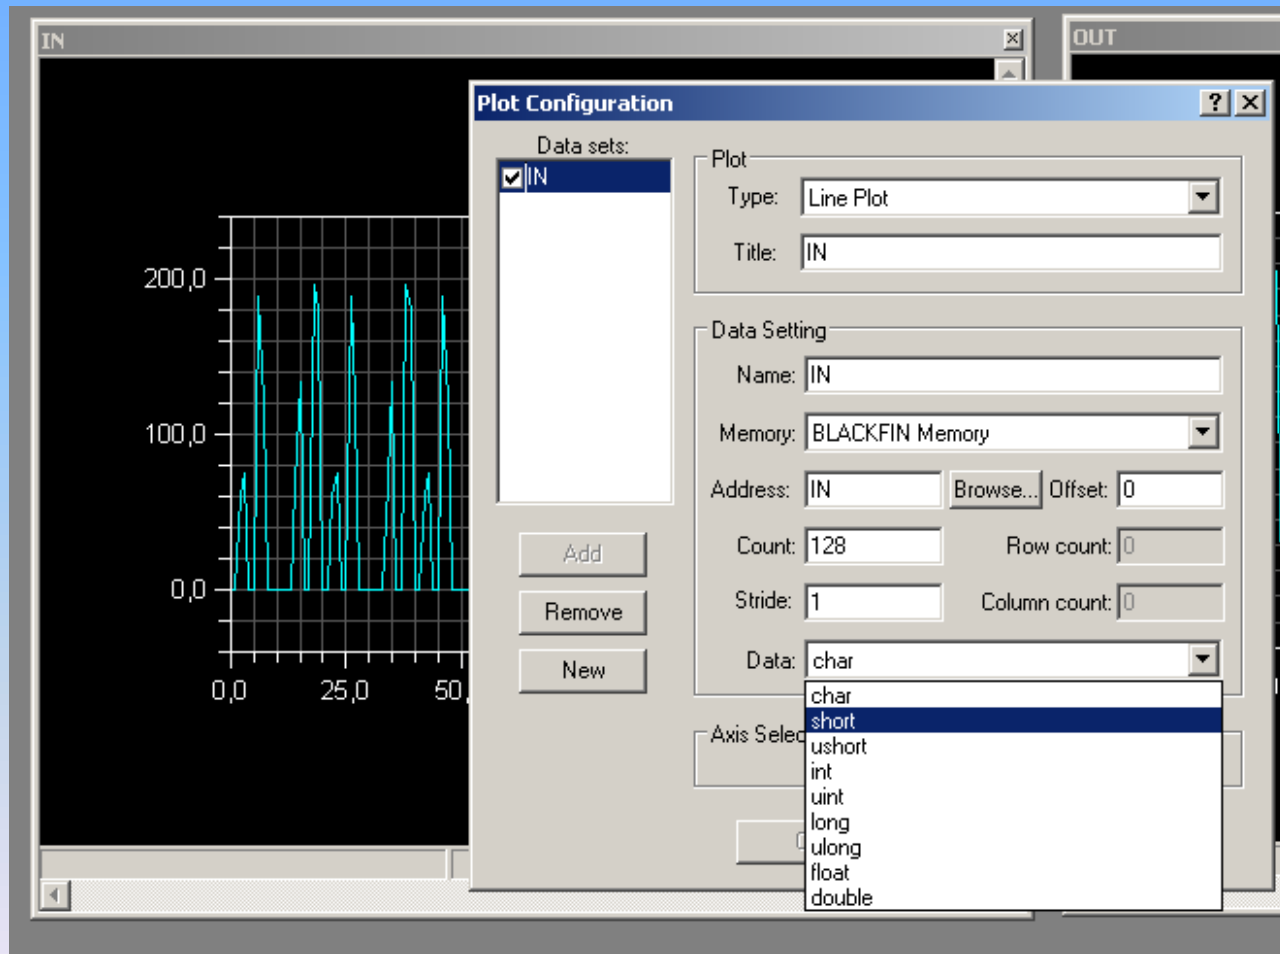 IN
OUT
Plot Configuration
Data sets:
IN
Plot
Type: Line Plot
Title: IN
Data Setting
Name: IN
Memory: BLACKFIN Memory
Address: IN Browse... Offset: 0
Count: 128 Row count: 0
Stride: 1 Column count: 0
Data: char
char
short
ushort
int
uint
long
ulong
float
double
Axis Selec
Add
Remove
New
200,0
100,0
0,0
0,0 25,0 50,